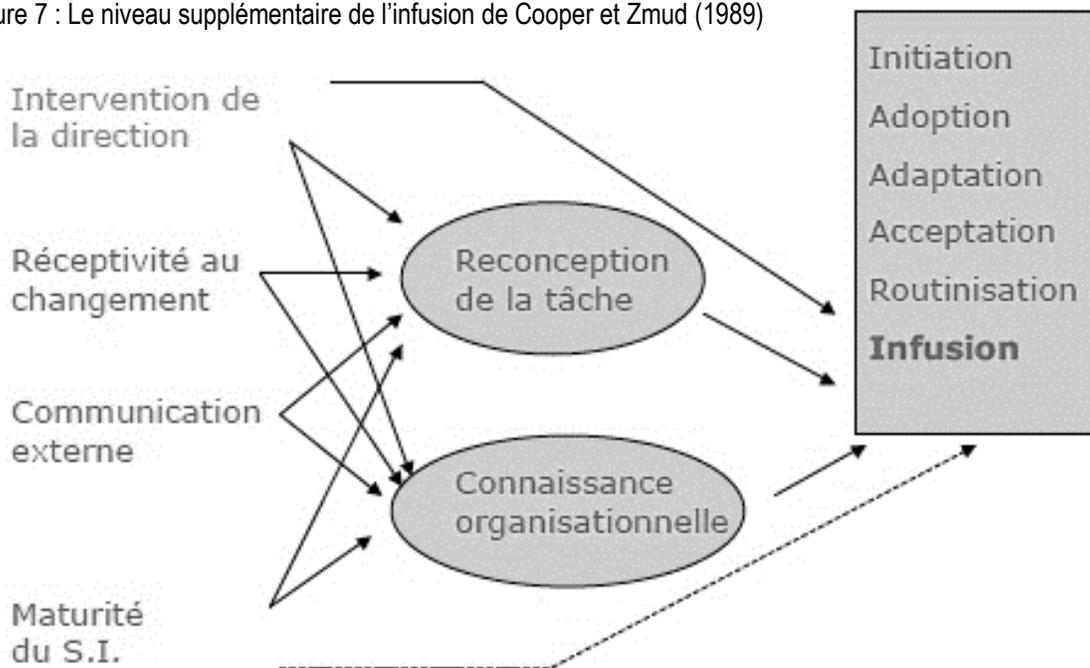 ure 7 : Le niveau supplémentaire de l’infusion de Cooper et Zmud (1989)
Intervention de
la direction
Réceptivité au
changement
Communication
externe
Maturité
du S.I.
Reconception
de la tâche
Connaissance
organisationnelle
Initiation
Adoption
Adaptation
Acceptation
Routinisation
Infusion